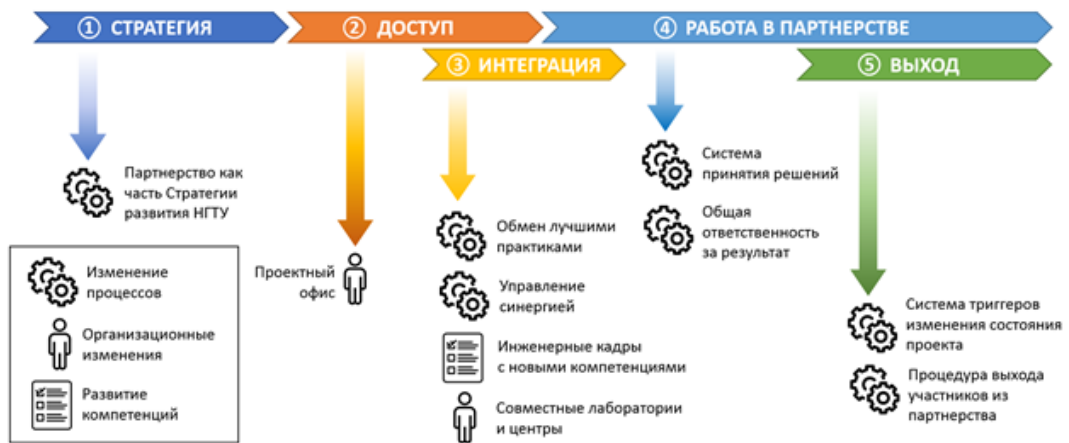 ① СТРАТЕГИЯ
② ДОСТУП
③ ИНТЕГРАЦИЯ
④ РАБОТА В ПАРТНЕРСТВЕ
⑤ ВЫХОД
Партнерство как
часть Стратегии
развития НГТУ
Изменение
процессов
Организационные
изменения
Развитие
компетенций
Проектный
офис
Обмен лучшими
практиками
Управление
синергией
Инженерные кадры
с новыми компетенциями
Совместные лаборатории
и центры
Система
принятия решений
Общая
ответственность
за результат
Система триггеров
изменения состояния
проекта
Процедура выхода
участников из
партнерства